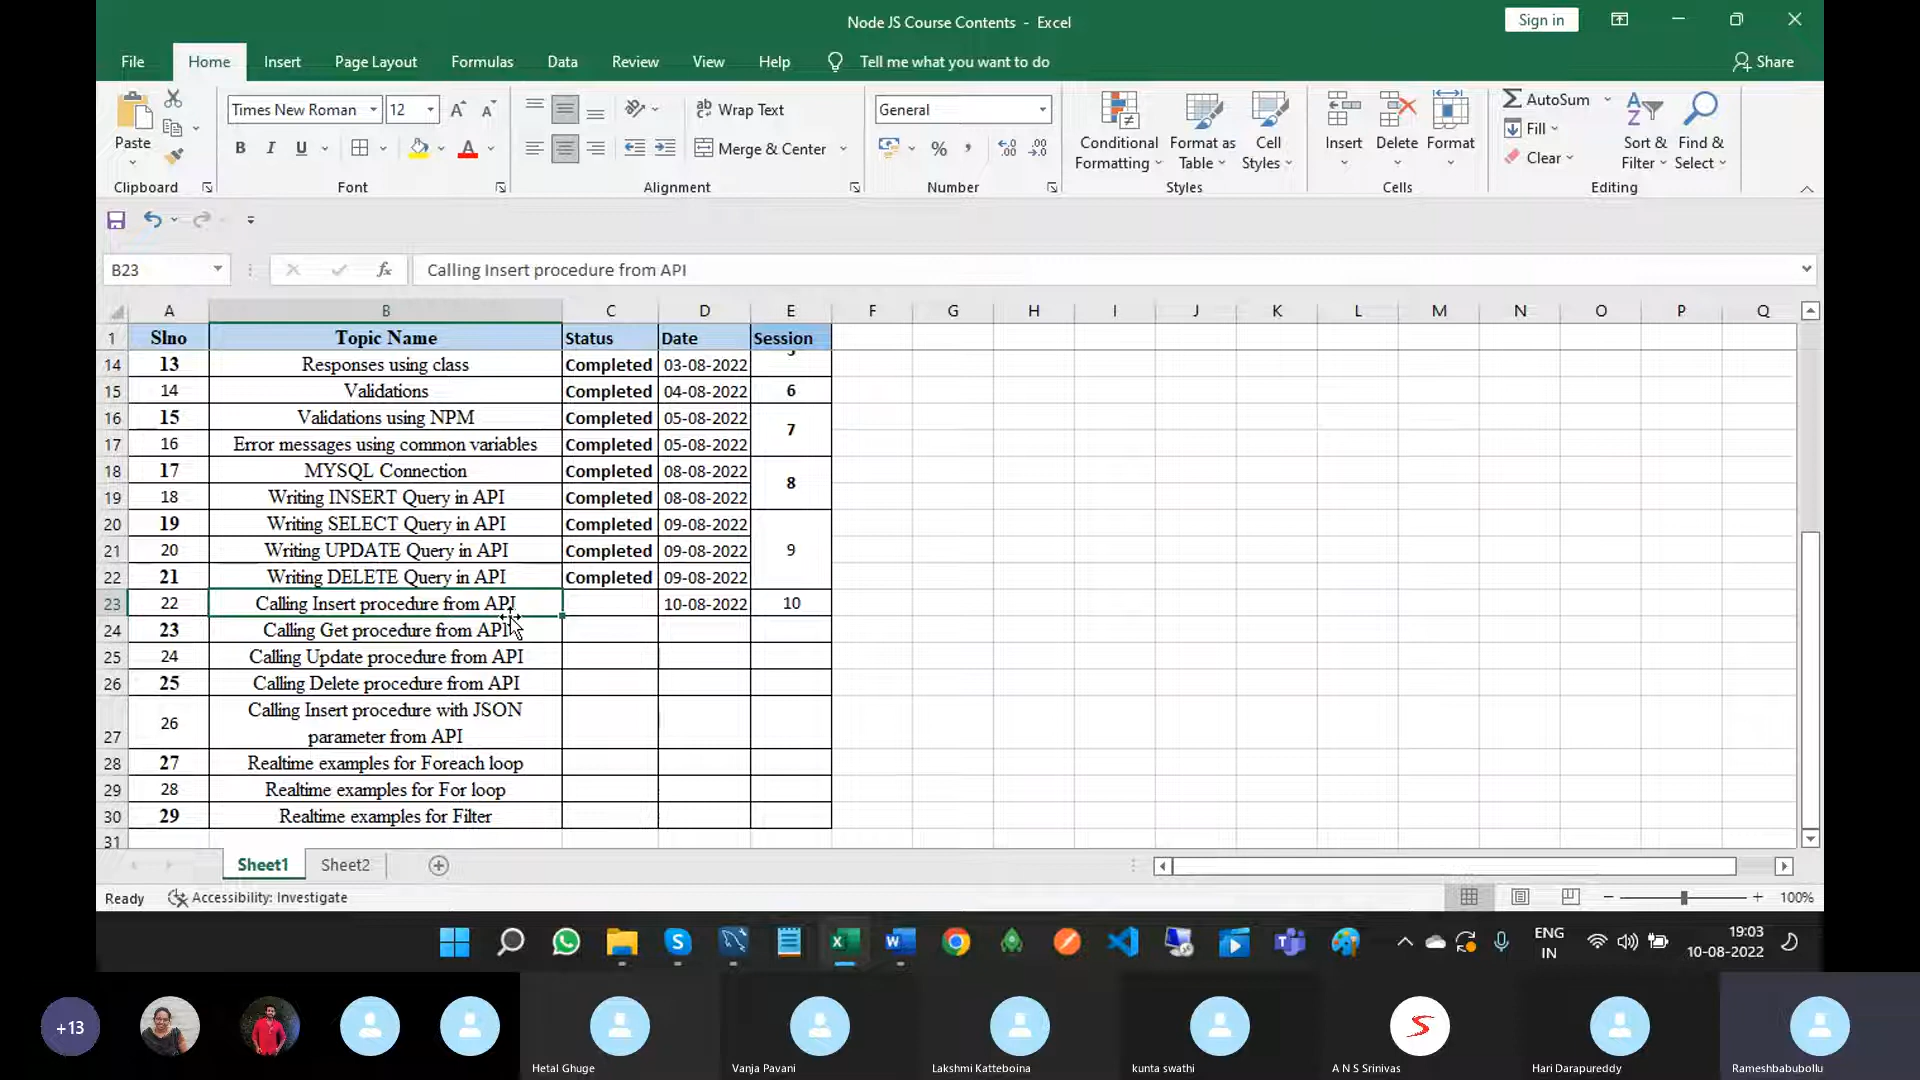 Node JS Course Contents - Excel
Sign in
File Home Insert Page Layout Formulas Data Review View Help Tell me what you want to do Share
Paste
Clipboard
Times New Roman 12
B I U
Font
Wrap Text
Merge & Center
Alignment
General
Number
Conditional Formatting
Format as Table
Cell Styles
Styles
Insert
Delete
Format
Cells
AutoSum
Fill
Clear
Sort & Filter
Find & Select
Editing
B23
Calling Insert procedure from API
A B C D E F G H I J K L M N O P Q
1 Slno Topic Name Status Date Session
14 13 Responses using class Completed 03-08-2022
15 14 Validations Completed 04-08-2022 6
16 15 Validations using NPM Completed 05-08-2022 7
17 16 Error messages using common variables Completed 05-08-2022
18 17 MYSQL Connection Completed 08-08-2022 8
19 18 Writing INSERT Query in API Completed 08-08-2022
20 19 Writing SELECT Query in API Completed 09-08-2022
21 20 Writing UPDATE Query in API Completed 09-08-2022 9
22 21 Writing DELETE Query in API Completed 09-08-2022
23 22 Calling Insert procedure from API 10-08-2022 10
24 23 Calling Get procedure from API
25 24 Calling Update procedure from API
26 25 Calling Delete procedure from API
27 26 Calling Insert procedure with JSON
parameter from API
28 27 Realtime examples for Foreach loop
29 28 Realtime examples for For loop
30 29 Realtime examples for Filter
31
Sheet1 Sheet2
Ready Accessibility: Investigate 100%
ENG
IN
19:03
10-08-2022
+13
Hetal Ghuge
Vanja Pavani
Lakshmi Katteboina
kunta swathi
A N S Srinivas
Hari Darapureddy
Rameshbabubollu